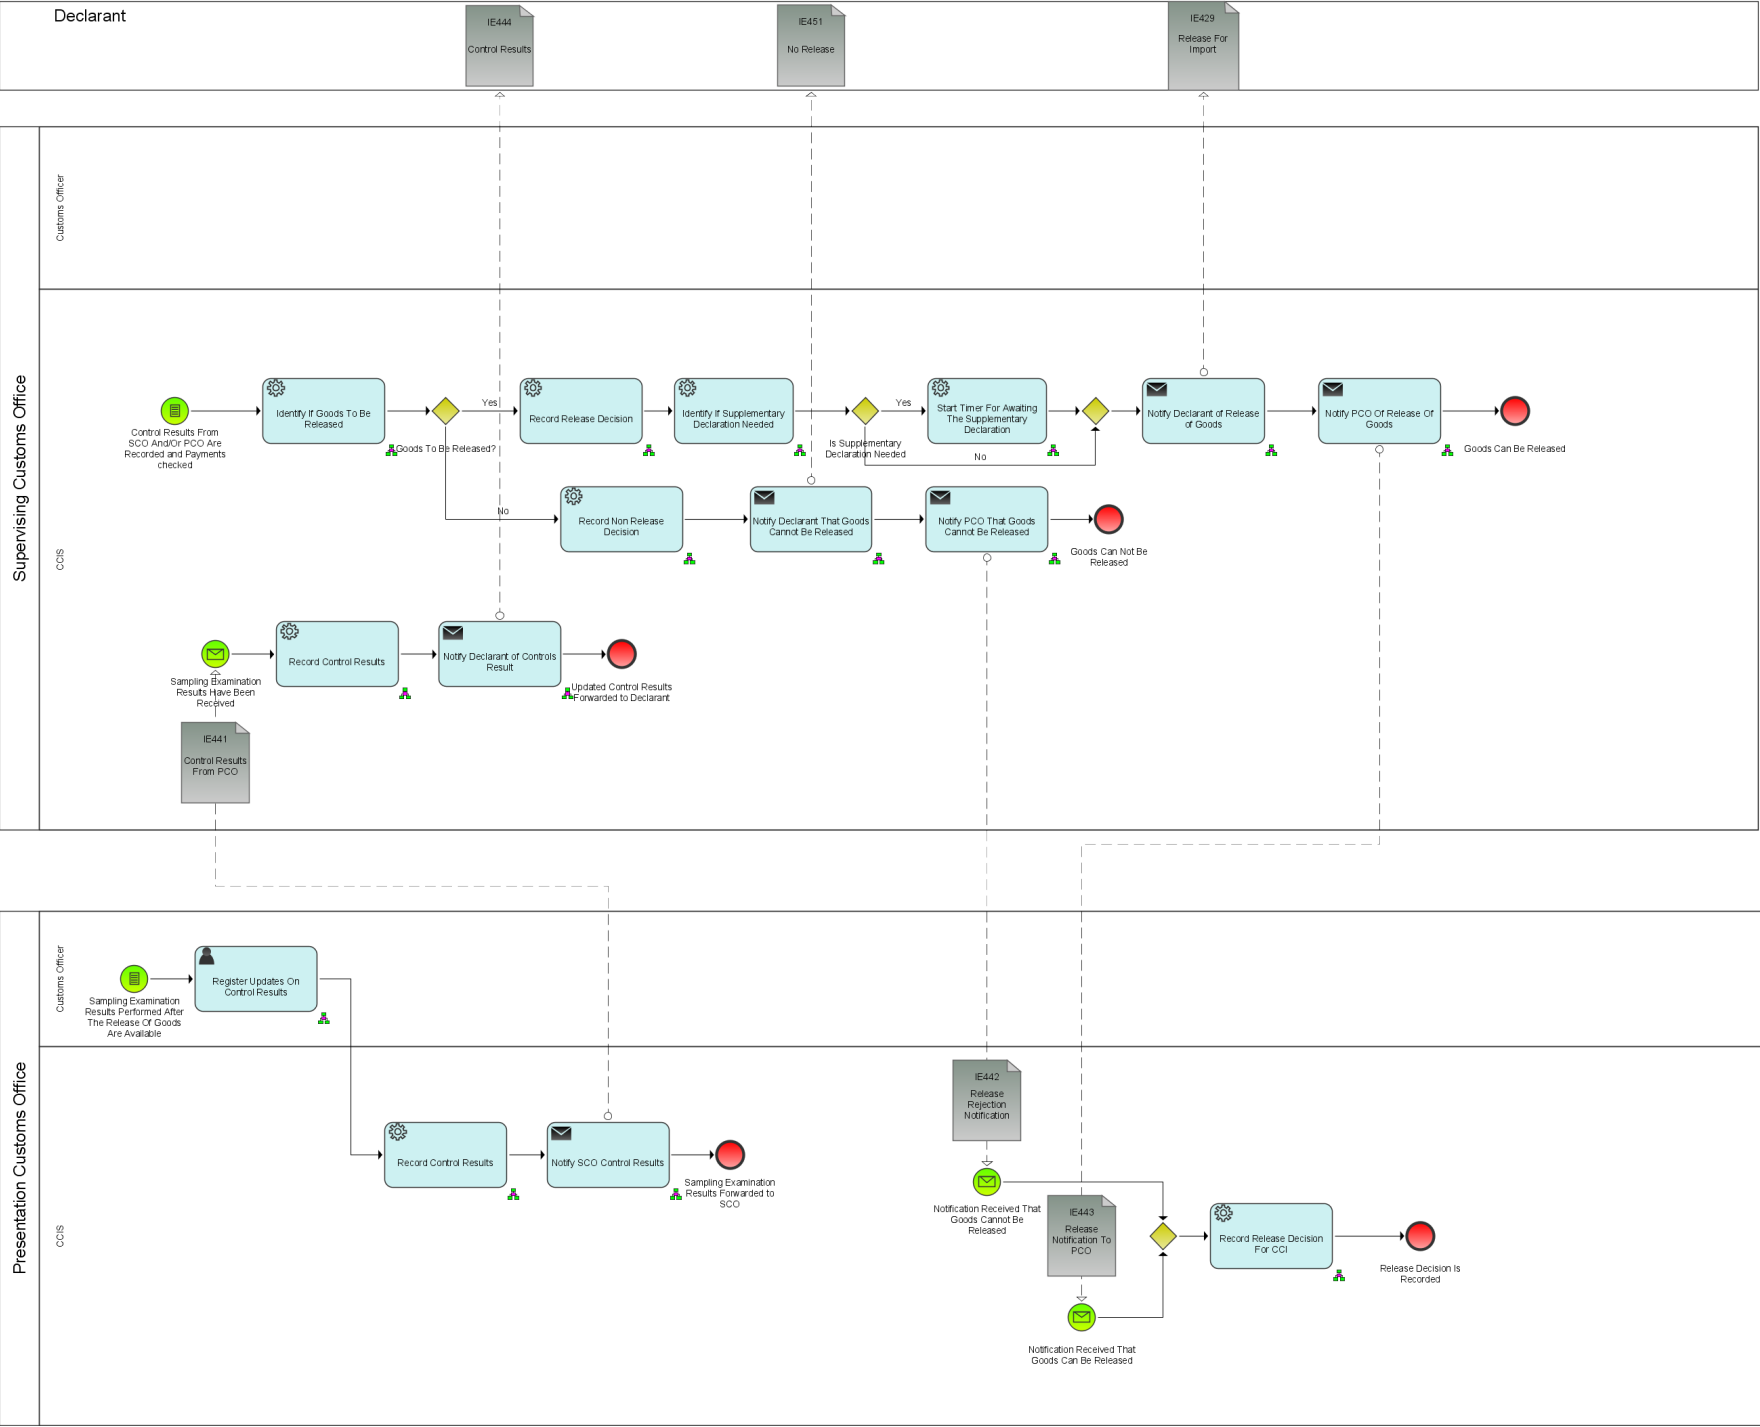 Declarant
IE444
Control Results
IE451
No Release
IE429
Release For
Import
Supervising Customs Office
Customs Officer
CCIS
Control Results From
SCO And/Or PCO Are
Recorded and Payments
checked
Identify If Goods To Be
Released
Goods To Be Released?
Yes
Record Release Decision
Identify If Supplementary
Declaration Needed
Is Supplementary
Declaration Needed
Yes
Start Timer For Awaiting
The Supplementary
Declaration
No
Notify Declarant of Release
of Goods
Notify PCO Of Release Of
Goods
Goods Can Be Released
No
Record Non Release
Decision
Notify Declarant That Goods
Cannot Be Released
Notify PCO That Goods
Cannot Be Released
Goods Can Not Be
Released
Sampling Examination
Results Have Been
Received
Record Control Results
Notify Declarant of Controls
Result
Updated Control Results
Forwarded to Declarant
IE441
Control Results
From PCO
Presentation Customs Office
Customs Officer
CCIS
Sampling Examination
Results Performed After
The Release Of Goods
Are Available
Register Updates On
Control Results
Record Control Results
Notify SCO Control Results
Sampling Examination
Results Forwarded to
SCO
IE442
Release
Rejection
Notification
Notification Received That
Goods Cannot Be
Released
IE443
Release
Notification To
PCO
Notification Received That
Goods Can Be Released
Record Release Decision
For CCI
Release Decision Is
Recorded